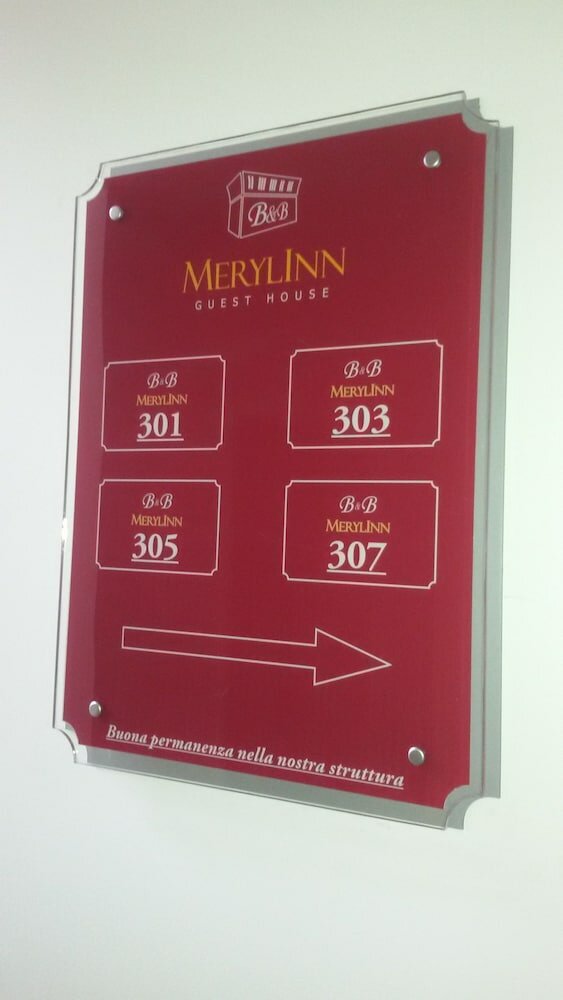 B&B
MERYLINN
GUEST HOUSE
B&B
MERYLINN
301
B&B
MERYLINN
303
B&B
MERYLINN
305
B&B
MERYLINN
307
Buona permanenza nella nostra struttura